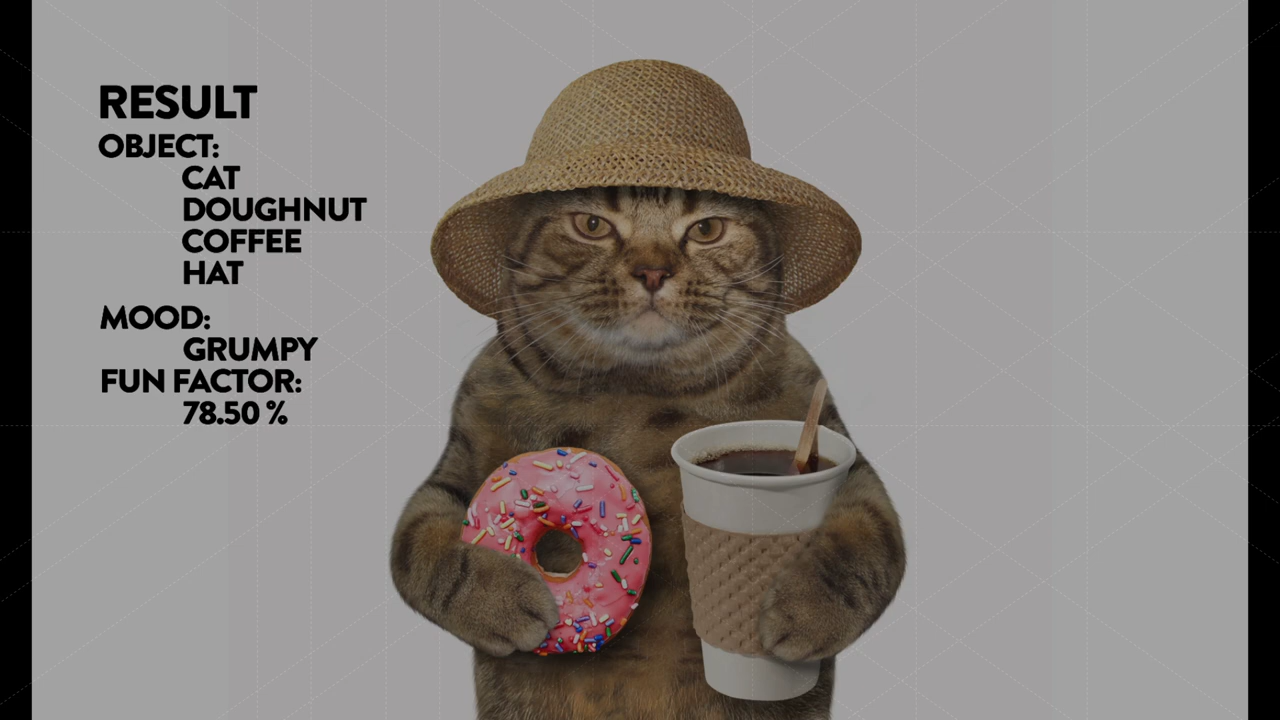 RESULT
OBJECT:
CAT
DOUGHNUT
COFFEE
HAT
MOOD:
GRUMPY
FUN FACTOR:
78.50 %